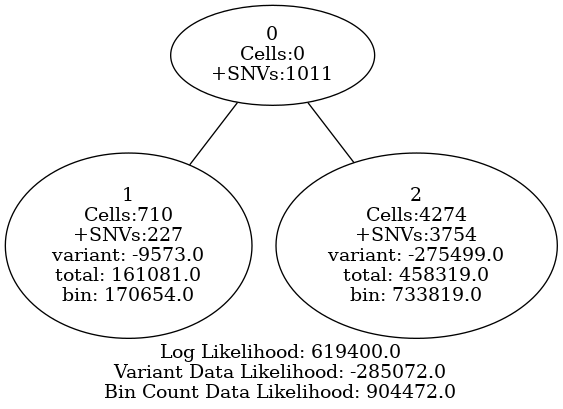 0
Cells:0
+SNVs:1011
1
Cells:710
+SNVs:227
variant: -9573.0
total: 161081.0
bin: 170654.0
2
Cells:4274
+SNVs:3754
variant: -275499.0
total: 458319.0
bin: 733819.0
Log Likelihood: 619400.0
Variant Data Likelihood: -285072.0
Bin Count Data Likelihood: 904472.0